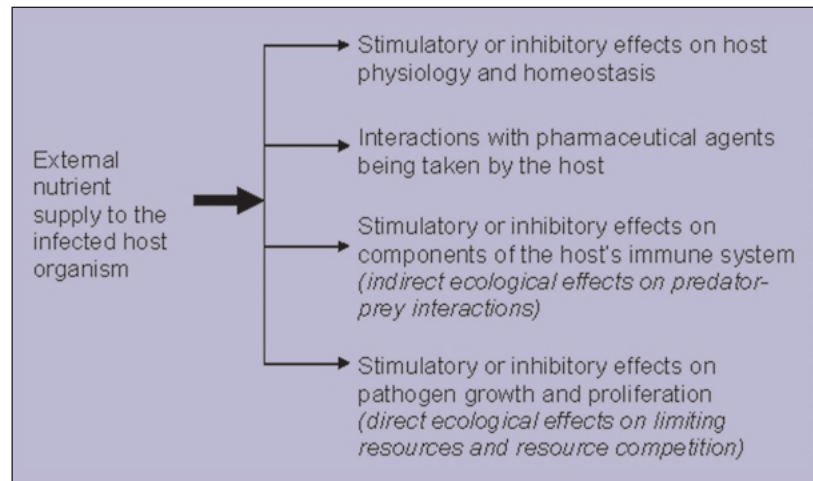 External
nutrient
supply to the
infected host
organism
Stimulatory or inhibitory effects on host
physiology and homeostasis
Interactions with pharmaceutical agents
being taken by the host
Stimulatory or inhibitory effects on
components of the host's immune system
(indirect ecological effects on predator-
prey interactions)
Stimulatory or inhibitory effects on
pathogen growth and proliferation
(direct ecological effects on limiting
resources and resource competition)